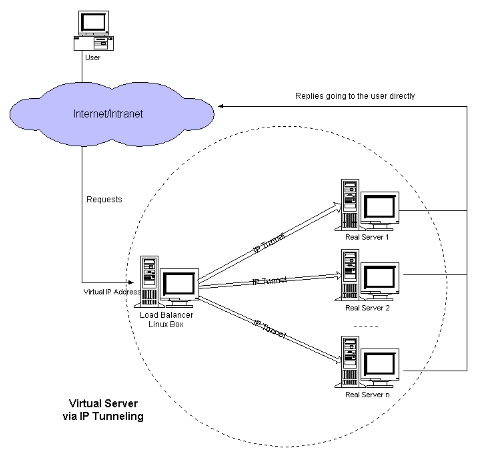 User
Internet/Intranet
Replies going to the user directly
Requests
IP Tunnel
Real Server 1
Virtual IP Address
IP Tunnel
Load Balancer
Linux Box
Real Server 2
IP Tunnel
-----
Real Server n
Virtual Server
via IP Tunneling